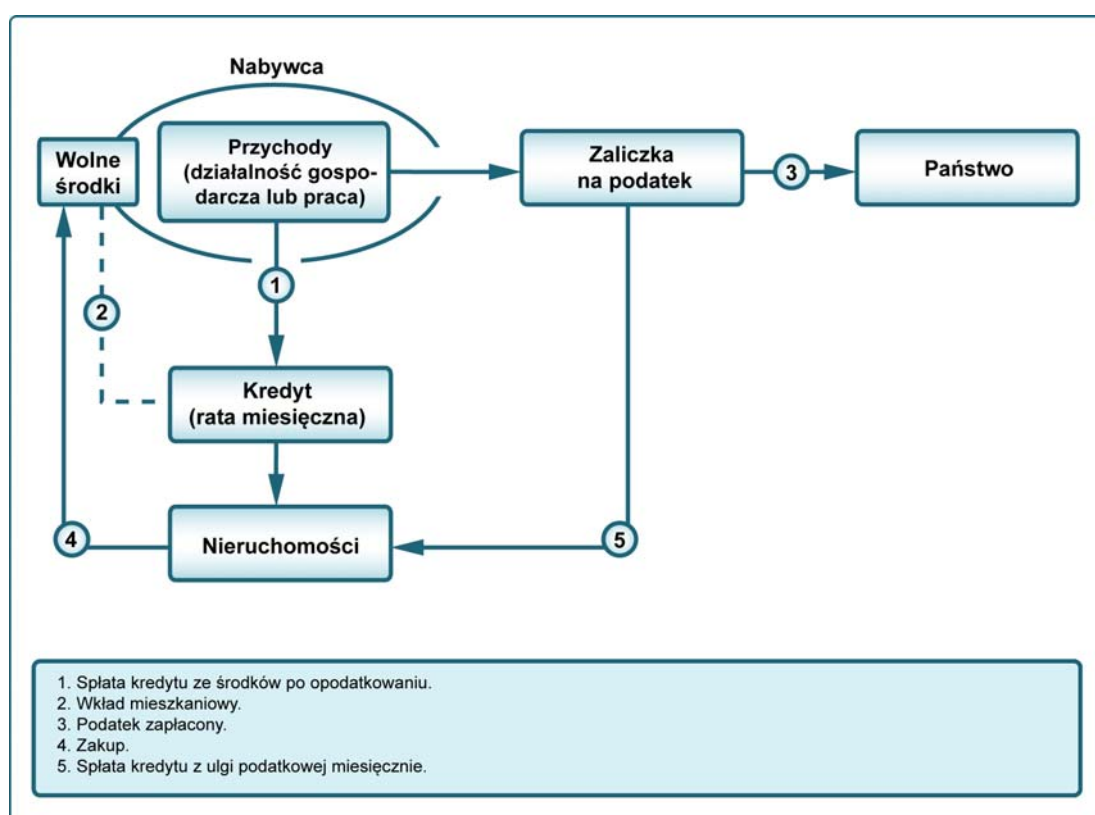 Nabywca
Wolne
środki
Przychody
(działalność gospo-
darcza lub praca)
Zaliczka
na podatek
3
Państwo
1
2
Kredyt
(rata miesięczna)
4
Nieruchomości
5
1. Spłata kredytu ze środków po opodatkowaniu.
2. Wkład mieszkaniowy.
3. Podatek zapłacony.
4. Zakup.
5. Spłata kredytu z ulgi podatkowej miesięcznie.